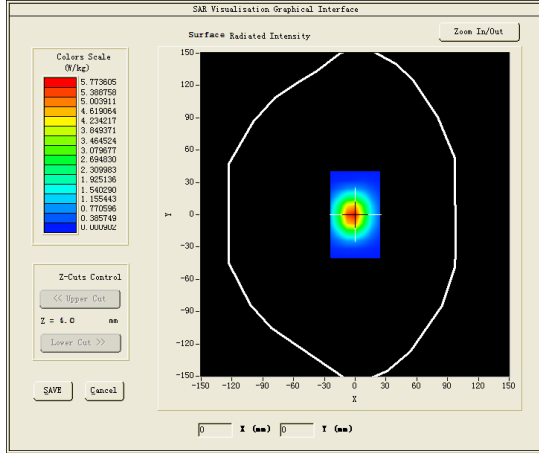 SAR Visualisation Graphical Interface
Surface Radiated Intensity
Zoom In/Out
Colors Scale
(W/kg)
5.773605
5.388758
5.003911
4.619064
4.234217
3.849371
3.464524
3.079677
2.694830
2.309983
1.925136
1.540290
1.155443
0.770596
0.385749
0.000902
Z-Cuts Control
<< Upper Cut
Z = 4.0 mm
Lower Cut >>
SAVE Cancel
150
120
90
60
30
Y 0
-30
-60
-90
-120
-150
-150 -120 -90 -60 -30 0 30 60 90 120 150
X
0 X (mm) 0 Y (mm)